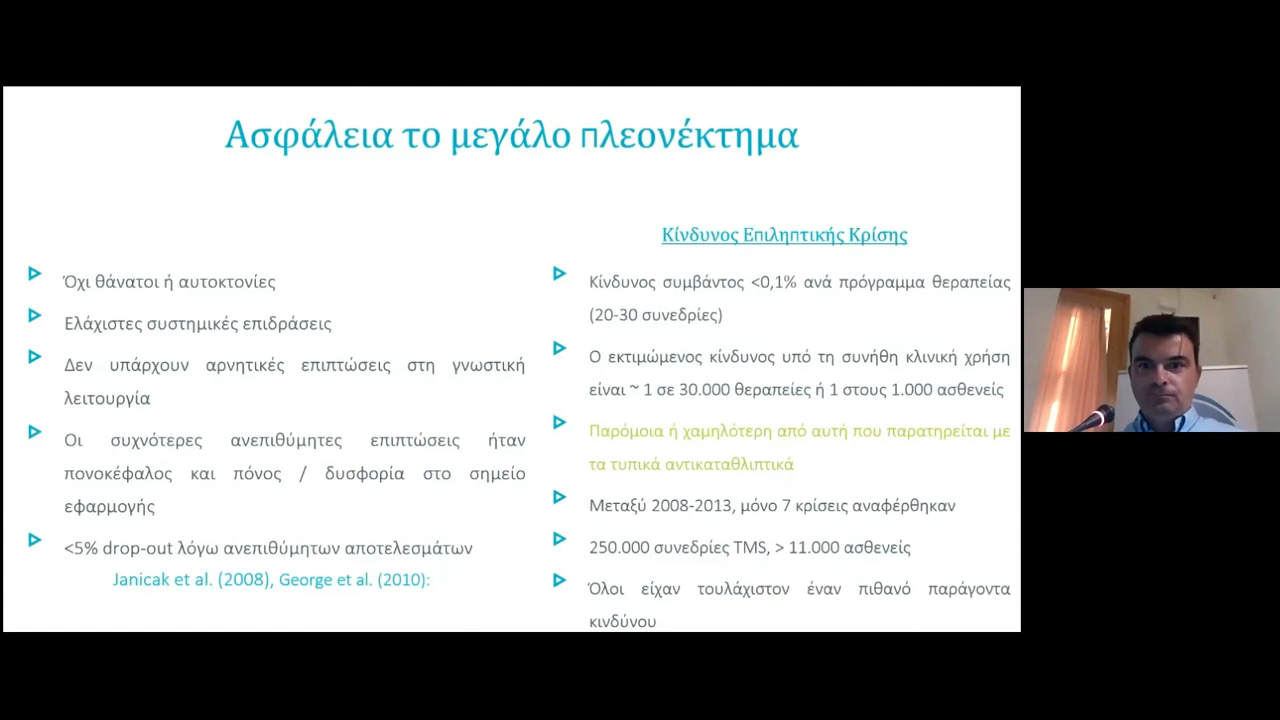 Ασφάλεια το μεγάλο πλεονέκτημα
Όχι θάνατοι ή αυτοκτονίες
Ελάχιστες συστημικές επιδράσεις
Δεν υπάρχουν αρνητικές επιπτώσεις στη γνωστική
λειτουργία
Οι συχνότερες ανεπιθύμητες επιπτώσεις ήταν
πονοκέφαλος και πόνος / δυσφορία στο σημείο
εφαρμογής
<5% drop-out λόγω ανεπιθύμητων αποτελεσμάτων
Janicak et al. (2008), George et al. (2010):
Κίνδυνος Επιληπτικής Κρίσης
Κίνδυνος συμβάντος <0,1% ανά πρόγραμμα θεραπείας
(20-30 συνεδρίες)
Ο εκτιμώμενος κίνδυνος υπό τη συνήθη κλινική χρήση
είναι ~ 1 σε 30.000 θεραπείες ή 1 στους 1.000 ασθενείς
Παρόμοια ή χαμηλότερη από αυτή που παρατηρείται με
τα τυπικά αντικαταθλιπτικά
Μεταξύ 2008-2013, μόνο 7 κρίσεις αναφέρθηκαν
250.000 συνεδρίες TMS, > 11.000 ασθενείς
Όλοι είχαν τουλάχιστον έναν πιθανό παράγοντα
κινδύνου